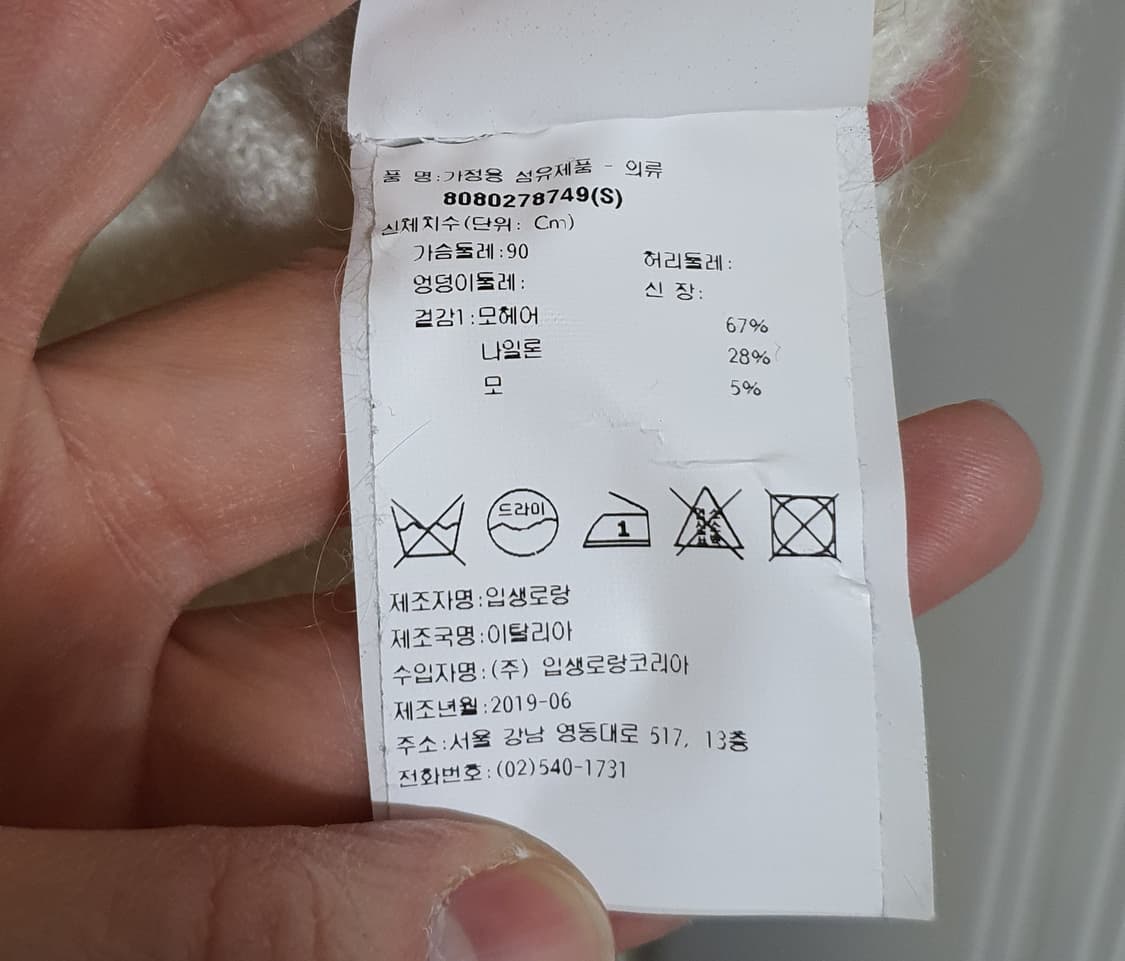 품 명:가정용 섬유제품 - 의류
8080278749(S)
신체치수(단위: Cm)
가슴둘레:90 허리둘레:
엉덩이둘레: 신 장:
겉감1:모헤어 67%
나일론 28%
모 5%
드라이 1 염소표백
제조자명:입생로랑
제조국명:이탈리아
수입자명:(주) 입생로랑코리아
제조년월:2019-06
주소:서울 강남 영동대로 517, 13층
전화번호:(02)540-1731